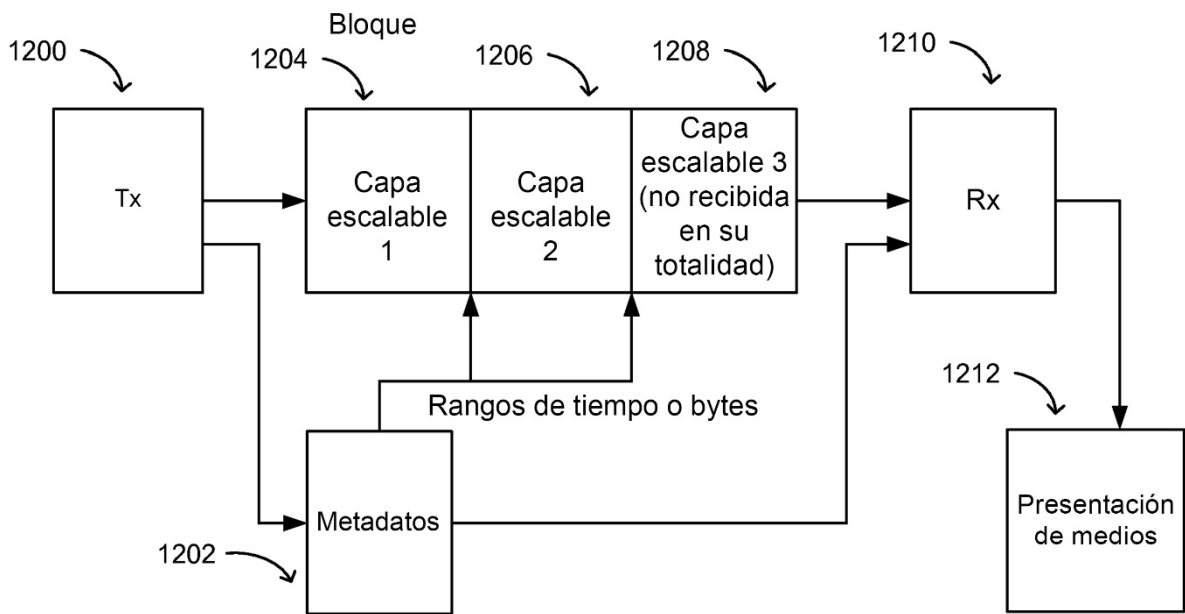 Bloque
1200
1204
1206
1208
1210
Tx
Capa
escalable
1
Capa
escalable
2
Capa
escalable 3
(no recibida
en su
totalidad)
Rx
Rangos de tiempo o bytes
1212
Metadatos
1202
Presentación
de medios